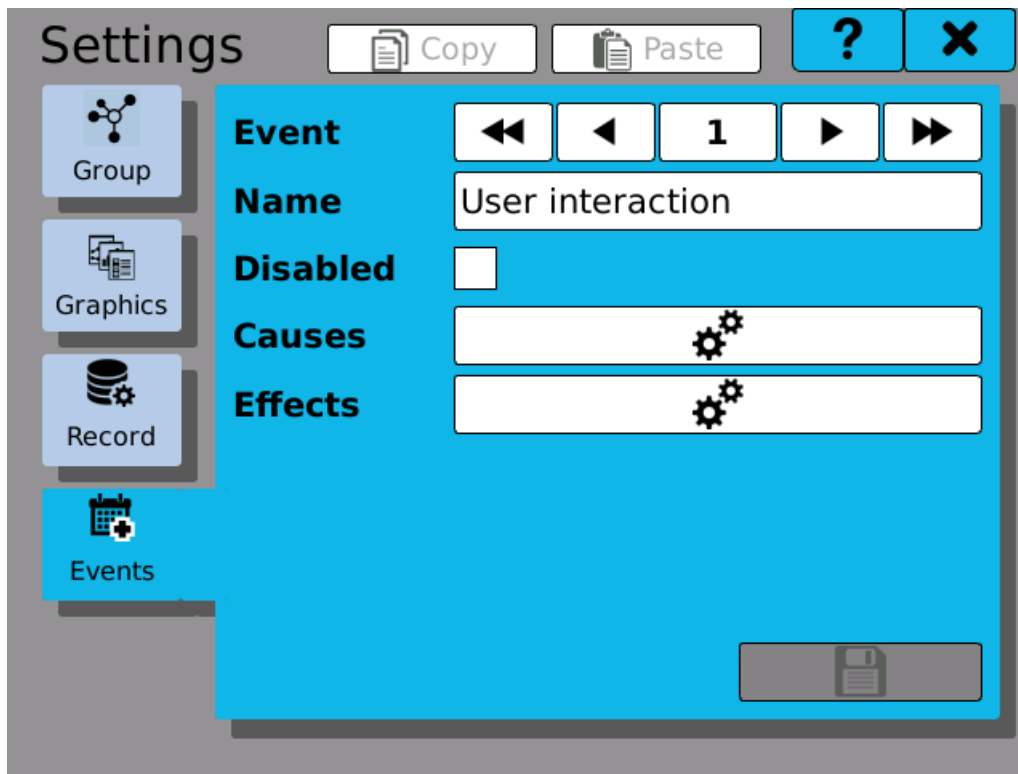 Settings
Copy
Paste
?
Group
Graphics
Record
Events
Event
1
Name
User interaction
Disabled
Causes
Effects